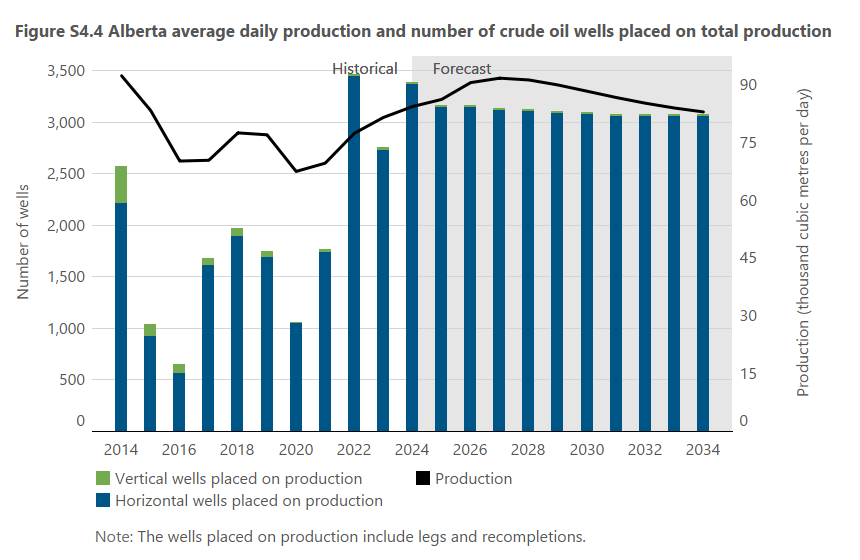 Figure S4.4 Alberta average daily production and number of crude oil wells placed on total production
Historical
Forecast
Number of wells
3,500
3,000
2,500
2,000
1,500
1,000
500
0
90
75
60
45
30
15
0
Production (thousand cubic metres per day)
2014 2016 2018 2020 2022 2024 2026 2028 2030 2032 2034
Vertical wells placed on production
Production
Horizontal wells placed on production
Note: The wells placed on production include legs and recompletions.